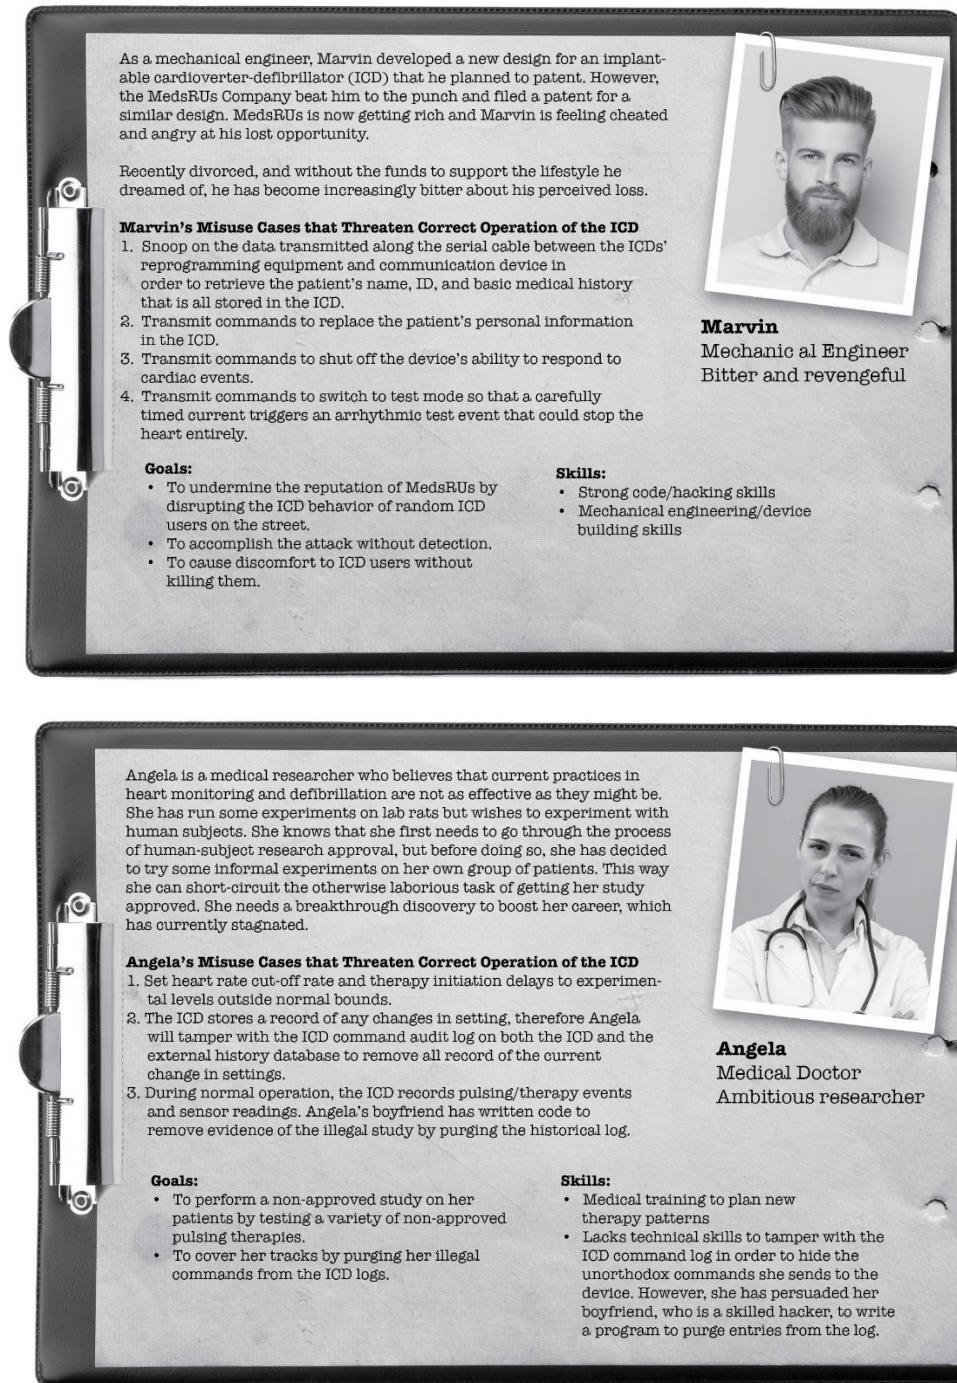 As a mechanical engineer, Marvin developed a new design for an implant-
able cardioverter-defibrillator (ICD) that he planned to patent. However,
the MedsRUs Company beat him to the punch and filed a patent for a
similar design. MedsRUs is now getting rich and Marvin is feeling cheated
and angry at his lost opportunity.
Recently divorced, and without the funds to support the lifestyle he
dreamed of, he has become increasingly bitter about his perceived loss.
Marvin's Misuse Cases that Threaten Correct Operation of the ICD
1. Snoop on the data transmitted along the serial cable between the ICDs'
reprogramming equipment and communication device in
order to retrieve the patient's name, ID, and basic medical history
that is all stored in the ICD.
2. Transmit commands to replace the patient's personal information
in the ICD.
3. Transmit commands to shut off the device's ability to respond to
cardiac events.
4. Transmit commands to switch to test mode so that a carefully
timed current triggers an arrhythmic test event that could stop the
heart entirely.
Marvin
Mechanic al Engineer
Bitter and revengeful
Goals:
• To undermine the reputation of MedsRUs by
disrupting the ICD behavior of random ICD
users on the street.
• To accomplish the attack without detection.
• To cause discomfort to ICD users without
killing them.
Skills:
• Strong code/hacking skills
• Mechanical engineering/device
building skills
Angela is a medical researcher who believes that current practices in
heart monitoring and defibrillation are not as effective as they might be.
She has run some experiments on lab rats but wishes to experiment with
human subjects. She knows that she first needs to go through the process
of human-subject research approval, but before doing so, she has decided
to try some informal experiments on her own group of patients. This way
she can short-circuit the otherwise laborious task of getting her study
approved. She needs a breakthrough discovery to boost her career, which
has currently stagnated.
Angela's Misuse Cases that Threaten Correct Operation of the ICD
1. Set heart rate cut-off rate and therapy initiation delays to experimen-
tal levels outside normal bounds.
2. The ICD stores a record of any changes in setting, therefore Angela
will tamper with the ICD command audit log on both the ICD and the
external history database to remove all record of the current
change in settings.
3. During normal operation, the ICD records pulsing/therapy events
and sensor readings. Angela's boyfriend has written code to
remove evidence of the illegal study by purging the historical log.
Angela
Medical Doctor
Ambitious researcher
Goals:
• To perform a non-approved study on her
patients by testing a variety of non-approved
pulsing therapies.
• To cover her tracks by purging her illegal
commands from the ICD logs.
Skills:
• Medical training to plan new
therapy patterns
• Lacks technical skills to tamper with the
ICD command log in order to hide the
unorthodox commands she sends to the
device. However, she has persuaded her
boyfriend, who is a skilled hacker, to write
a program to purge entries from the log.